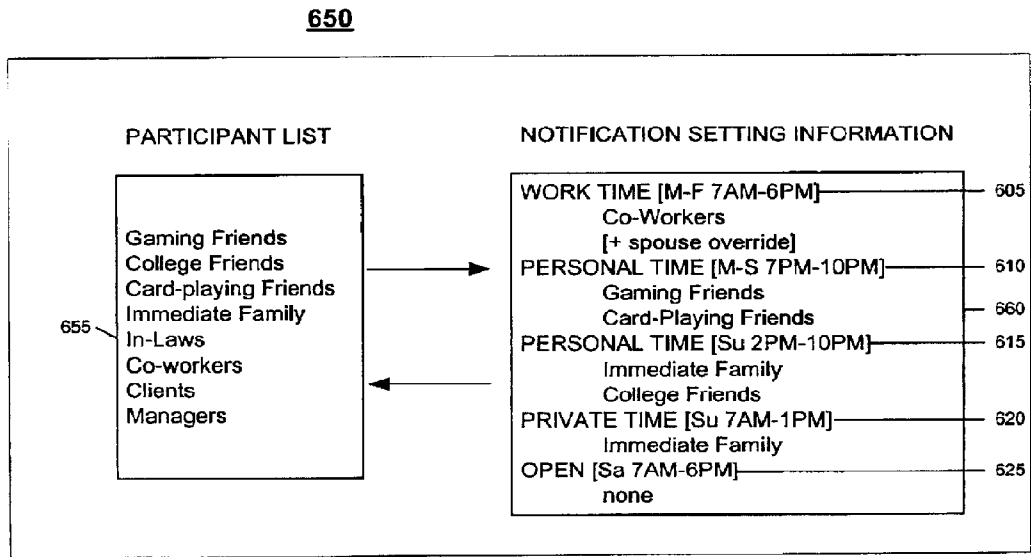 650
PARTICIPANT LIST
Gaming Friends
College Friends
Card-playing Friends
Immediate Family
In-Laws
Co-workers
Clients
Managers
655
NOTIFICATION SETTING INFORMATION
WORK TIME [M-F 7AM-6PM] 605
Co-Workers
[+ spouse override]
PERSONAL TIME [M-S 7PM-10PM] 610
Gaming Friends
Card-Playing Friends 660
PERSONAL TIME [Su 2PM-10PM] 615
Immediate Family
College Friends
PRIVATE TIME [Su 7AM-1PM] 620
Immediate Family
OPEN [Sa 7AM-6PM] 625
none